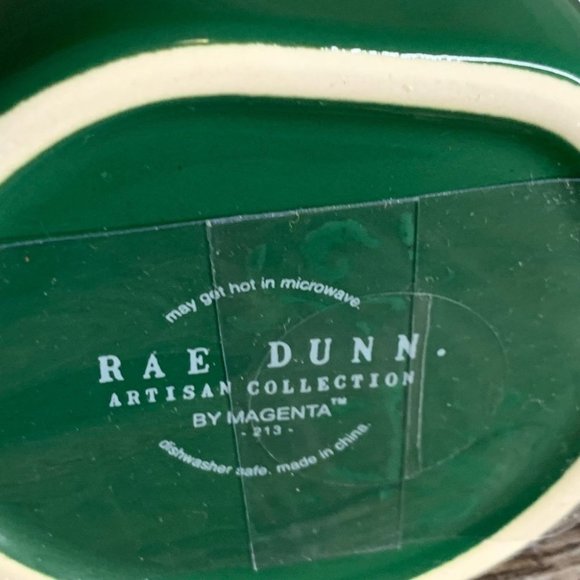 may get hot in microwave.
RAE DUNN.
ARTISAN COLLECTION
BY MAGENTA™
- 213 -
dishwasher safe. made in china.